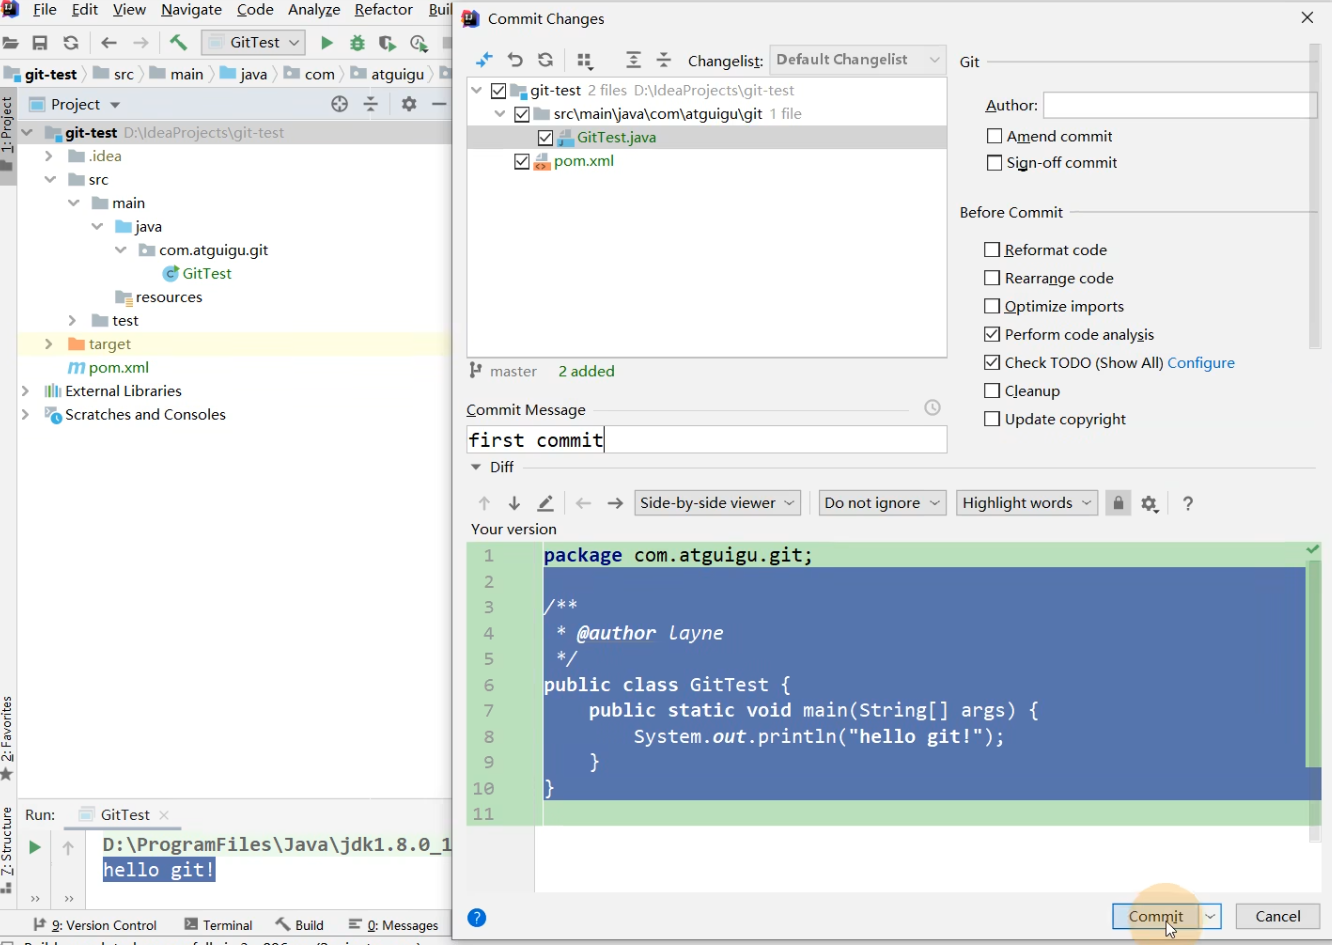 File Edit View Navigate Code Analyze Refactor
GitTest
git-test src main java com atguigu
Project
1: Project
git-test D:\IdeaProjects\git-test
.idea
src
main
java
com.atguigu.git
GitTest
resources
test
target
pom.xml
External Libraries
Scratches and Consoles
2: Favorites
Z: Structure
Run: GitTest
D:\ProgramFiles\Java\jdk1.8.0_1
hello git!
9: Version Control Terminal Build 0: Messages
Commit Changes
Changelist: Default Changelist
git-test 2 files D:\IdeaProjects\git-test
src\main\java\com\atguigu\git 1 file
GitTest.java
pom.xml
master 2 added
Commit Message
first commit
Git
Author:
Amend commit
Sign-off commit
Before Commit
Reformat code
Rearrange code
Optimize imports
Perform code analysis
Check TODO (Show All) Configure
Cleanup
Update copyright
Diff
Side-by-side viewer Do not ignore Highlight words ?
Your version
1 package com.atguigu.git;
2
3 /**
4 * @author layne
5 */
6 public class GitTest {
7 public static void main(String[] args) {
8 System.out.println("hello git!");
9 }
10 }
11
? Commit Cancel